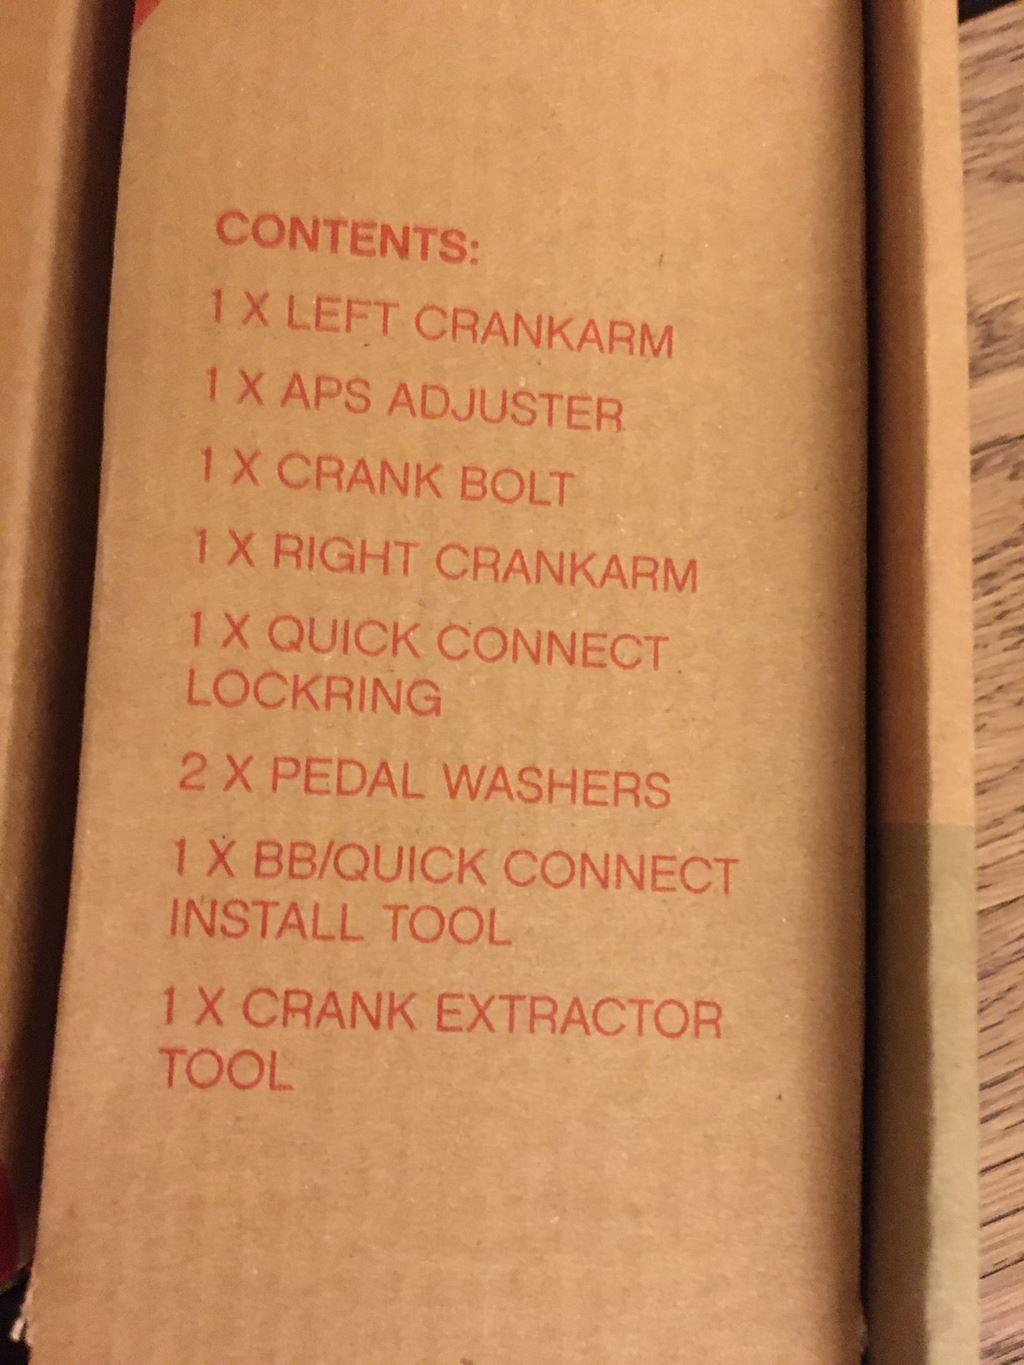 CONTENTS:
1 X LEFT CRANKARM
1 X APS ADJUSTER
1 X CRANK BOLT
1 X RIGHT CRANKARM
1 X QUICK CONNECT
LOCKRING
2 X PEDAL WASHERS
1 X BB/QUICK CONNECT
INSTALL TOOL
1 X CRANK EXTRACTOR
TOOL